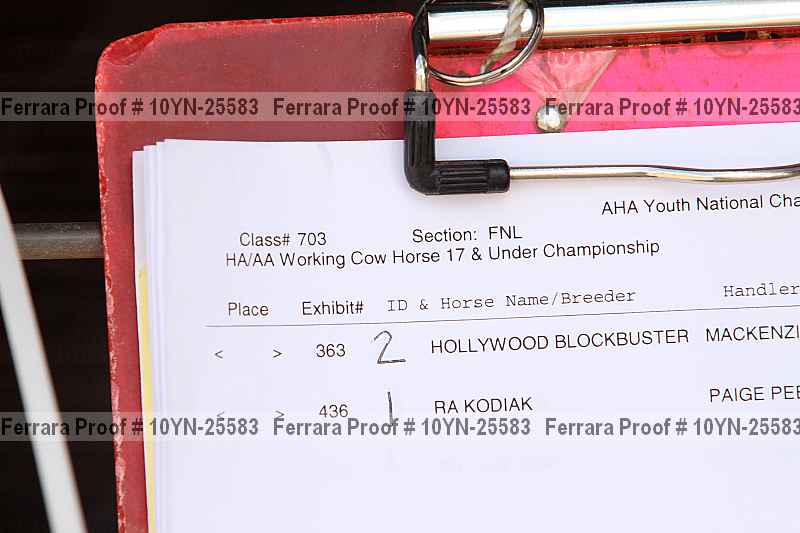 Ferrara Proof # 10YN-25583 Ferrara Proof # 10YN-25583 Ferrara Proof # 10YN-25583
AHA Youth National Cha
Class# 703 Section: FNL
HA/AA Working Cow Horse 17 & Under Championship
Place Exhibit# ID & Horse Name/Breeder Handler
< > 363 2 HOLLYWOOD BLOCKBUSTER MACKENZI
< > 436 1 RA KODIAK PAIGE PEE
Ferrara Proof # 10YN-25583 Ferrara Proof # 10YN-25583 Ferrara Proof # 10YN-25583